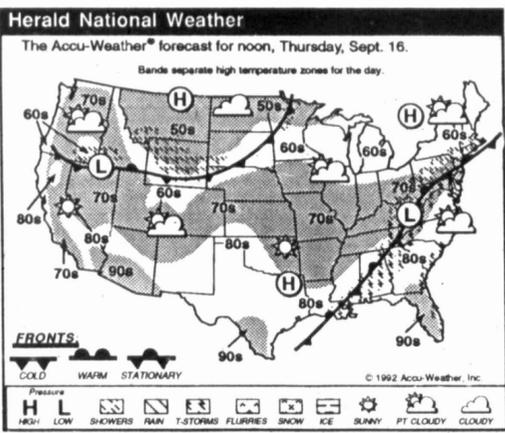 Herald National Weather
The Accu-Weather® forecast for noon, Thursday, Sept. 16.
Bands separate high temperature zones for the day.
70s
H
50s
H
60s
50s
60s
60s
60s
L
70s
60s
70s
70s
70s
L
80s
80s
80s
80s
70s
90s
H
80s
90s
90s
FRONTS
COLD WARM STATIONARY
© 1992 Accu-Weather, Inc.
Pressure
H L
HIGH LOW SHOWERS RAIN T-STORMS FLURRIES SNOW ICE SUNNY PT CLOUDY CLOUDY